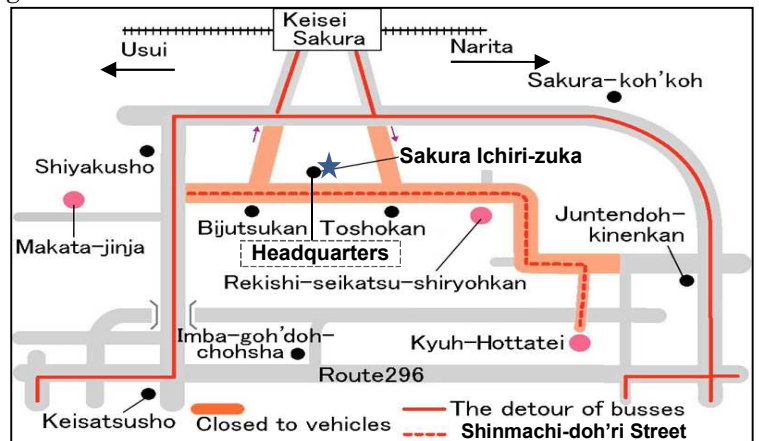 Keisei
Sakura
Usui
Narita
Sakura-koh'koh
Sakura Ichiri-zuka
Shiyakusho
Makata-jinja
Bijutsukan
Toshokan
Juntendoh-
kinenkan
Headquarters
Rekishi-seikatsu-shiryohkan
Imba-goh'doh-
chohsha
Kyuh-Hottatei
Route296
Keisatsusho
Closed to vehicles
The detour of busses
Shinmachi-doh'ri Street